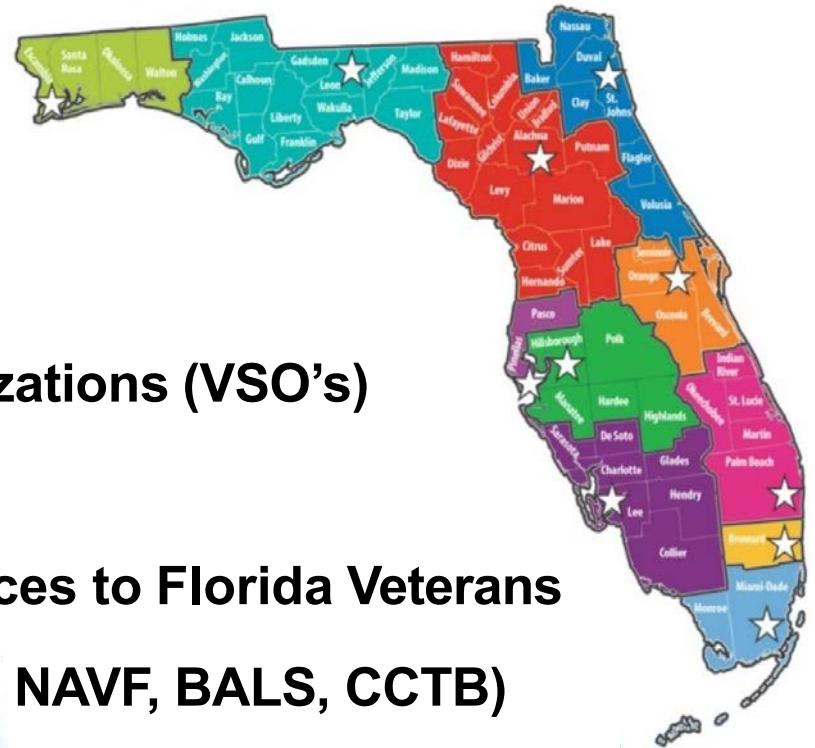 Nassau
Holmes Jackson
Escambia Santa Rosa Okaloosa Walton
Washington Gadsden Leon Jefferson Madison
Hamilton Baker Duval
Bay Calhoun Liberty Wakulla Taylor
Suwannee Columbia Union Bradford Clay St. Johns
Gulf Franklin
Lafayette Gilchrist Alachua Putnam
Dixie Flagler
Levy Marion Volusia
Citrus Sumter Lake Seminole
Hernando Orange
Pasco Osceola Brevard
Pinellas Hillsborough Polk
Indian River
zations (VSO’s)
Manatee Hardee Highlands Okeechobee St. Lucie
Sarasota De Soto Martin
Charlotte Glades Palm Beach
Lee Hendry
Collier Broward
ces to Florida Veterans
Monroe Miami-Dade
NAVF, BALS, CCTB)